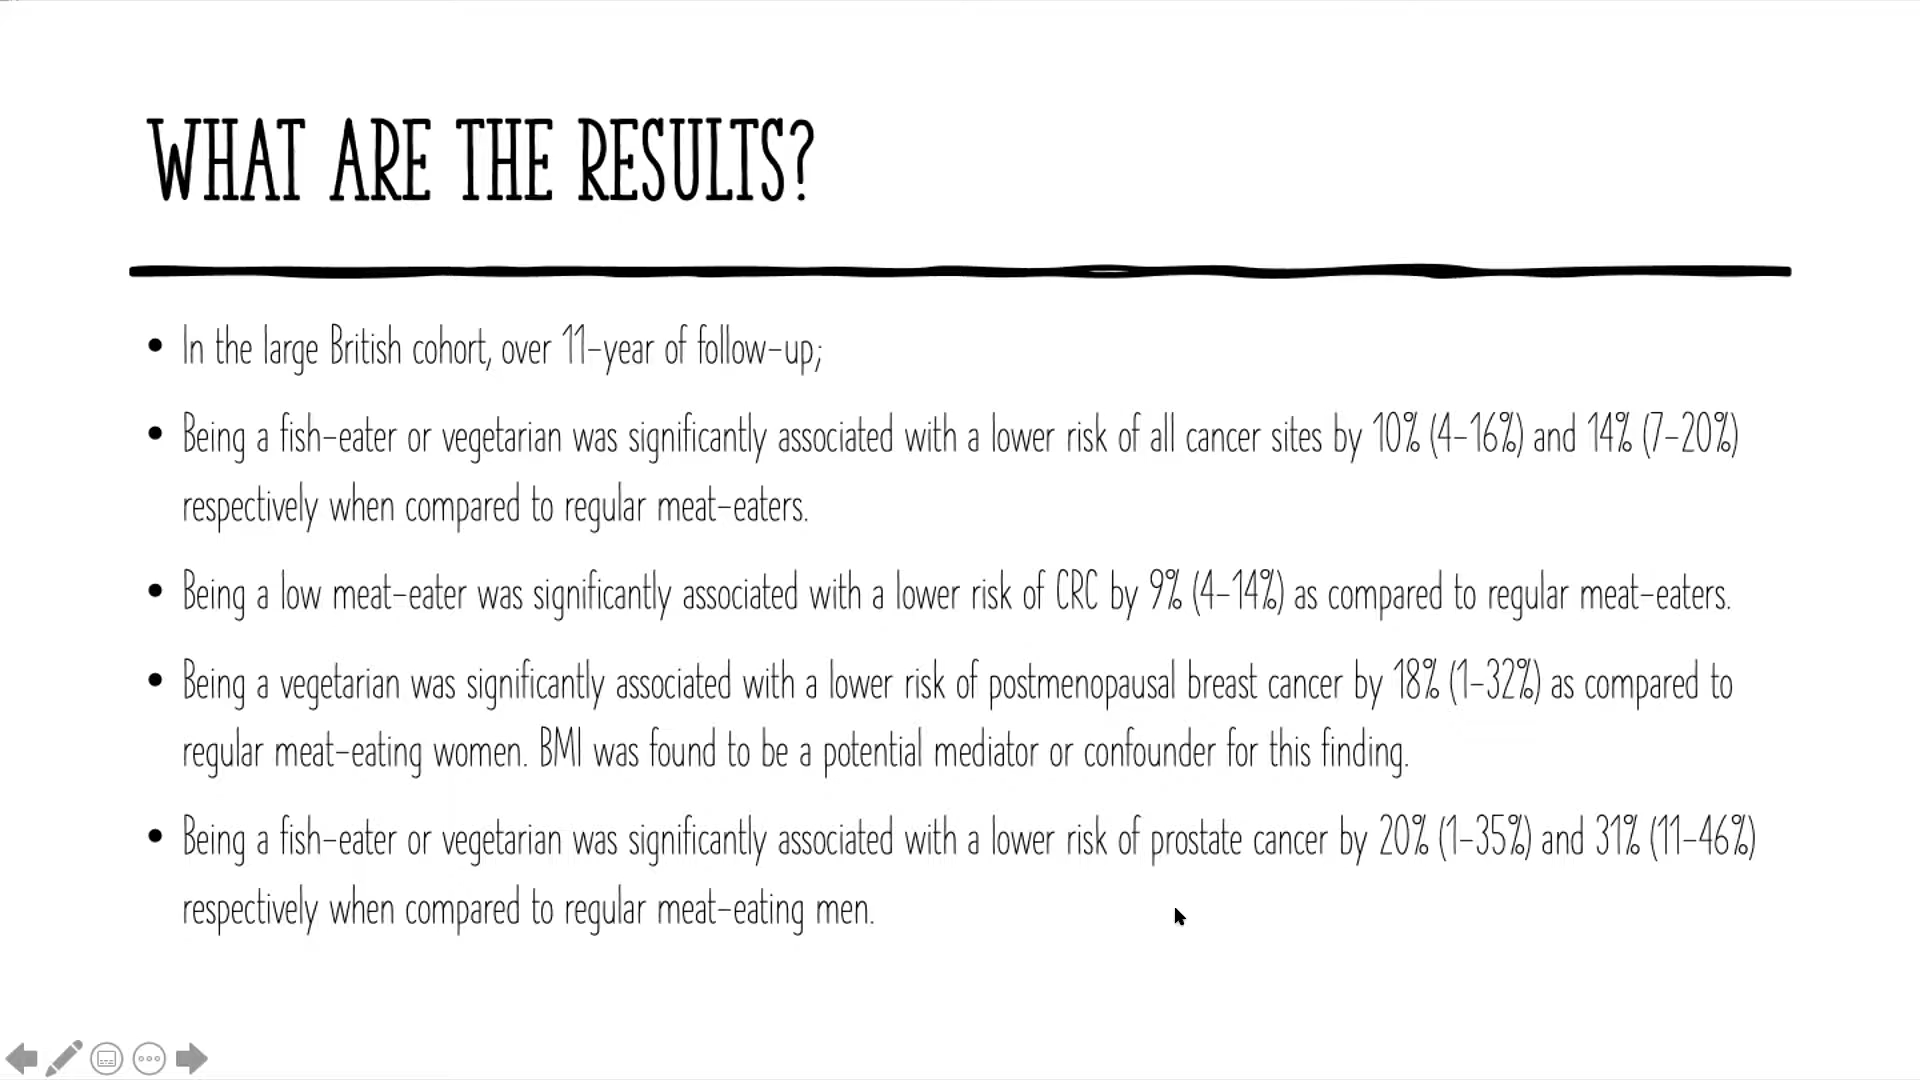 WHAT ARE THE RESULTS?
• In the large British cohort, over 11-year of follow-up;
• Being a fish-eater or vegetarian was significantly associated with a lower risk of all cancer sites by 10% (4-16%) and 14% (7-20%)
respectively when compared to regular meat-eaters.
• Being a low meat-eater was significantly associated with a lower risk of CRC by 9% (4-14%) as compared to regular meat-eaters.
• Being a vegetarian was significantly associated with a lower risk of postmenopausal breast cancer by 18% (1-32%) as compared to
regular meat-eating women. BMI was found to be a potential mediator or confounder for this finding.
• Being a fish-eater or vegetarian was significantly associated with a lower risk of prostate cancer by 20% (1-35%) and 31% (11-46%)
respectively when compared to regular meat-eating men.